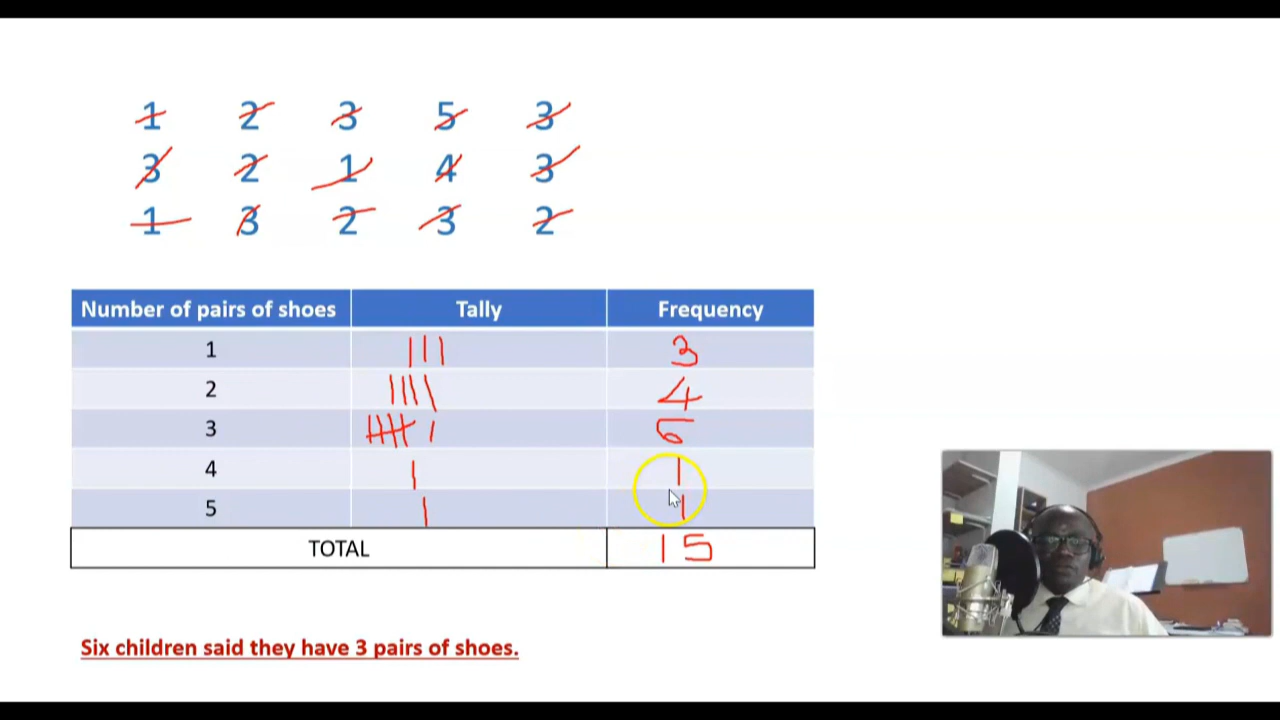 1 2 3 5 3
3 2 1 4 3
1 3 2 3 2
Number of pairs of shoes Tally Frequency
1 ||| 3
2 |||| 4
3 |||| | 6
4 | 1
5 | 1
TOTAL 15
Six children said they have 3 pairs of shoes.